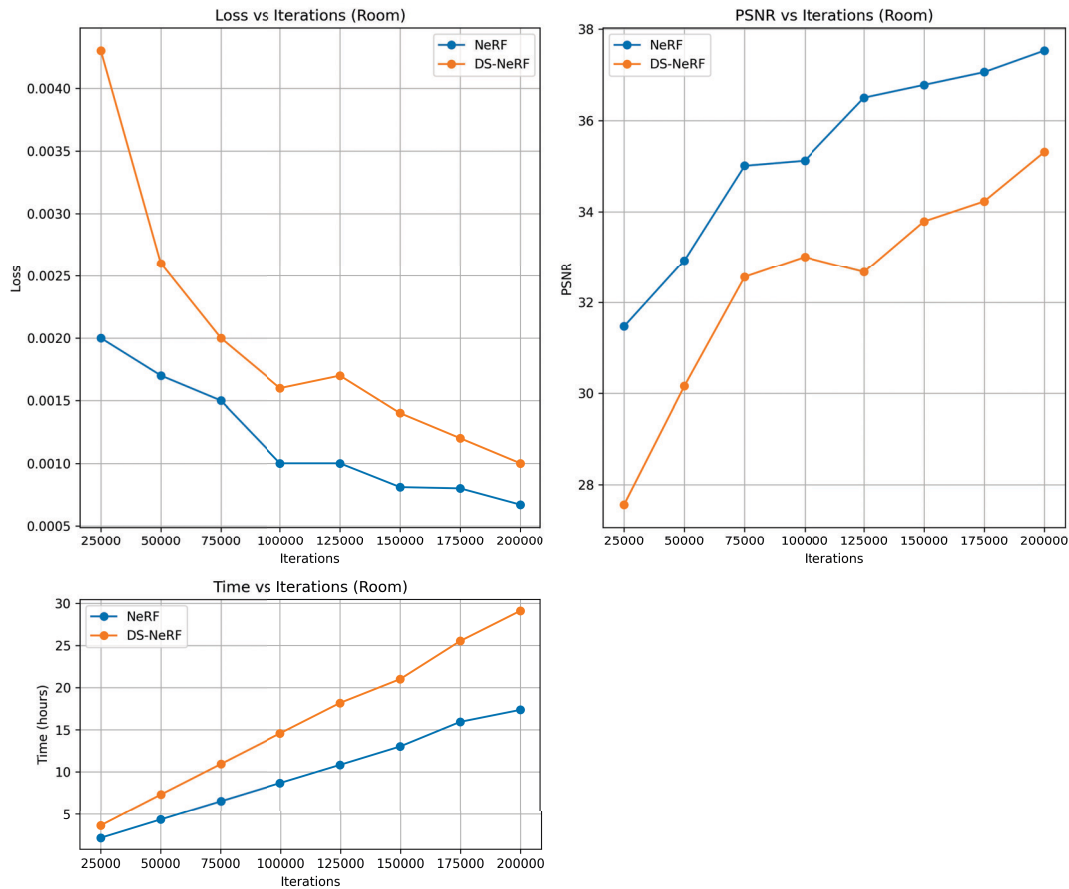 Loss vs Iterations (Room)
NeRF
DS-NeRF
0.0040
0.0035
0.0030
0.0025
0.0020
0.0015
0.0010
0.0005
Loss
25000 50000 75000 100000 125000 150000 175000 200000
Iterations
PSNR vs Iterations (Room)
NeRF
DS-NeRF
38
36
34
32
30
28
PSNR
25000 50000 75000 100000 125000 150000 175000 200000
Iterations
Time vs Iterations (Room)
NeRF
DS-NeRF
30
25
20
15
10
5
Time (hours)
25000 50000 75000 100000 125000 150000 175000 200000
Iterations